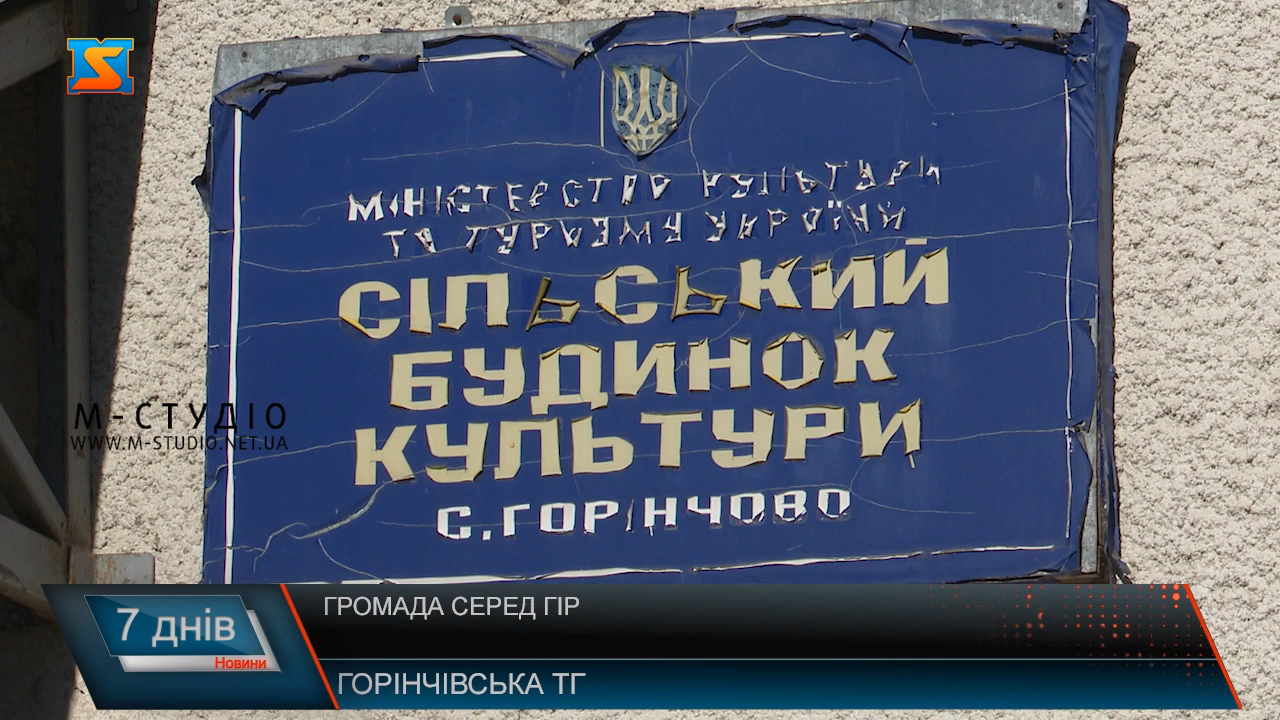 МІНІСТЕРСТВО КУЛЬТУРИ
ТА ТУРИЗМУ УКРАЇНИ
СІЛЬСЬКИЙ
БУДИНОК
КУЛЬТУРИ
С.ГОРІНЧОВО
М-СТУДІО
WWW.M-STUDIO.NET.UA
7 днів
Новини
ГРОМАДА СЕРЕД ГІР
ГОРІНЧІВСЬКА ТГ